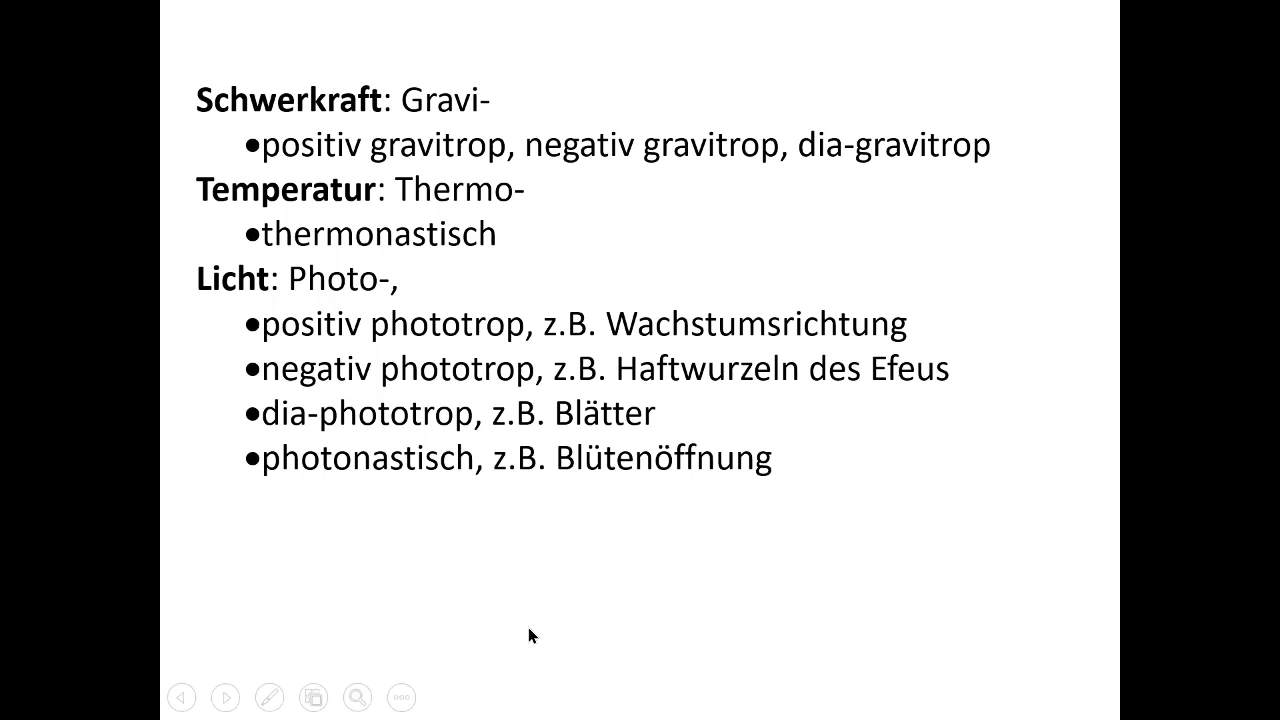 Schwerkraft: Gravi-
•positiv gravitrop, negativ gravitrop, dia-gravitrop
Temperatur: Thermo-
•thermonastisch
Licht: Photo-,
•positiv phototrop, z.B. Wachstumsrichtung
•negativ phototrop, z.B. Haftwurzeln des Efeus
•dia-phototrop, z.B. Blätter
•photonastisch, z.B. Blütenöffnung